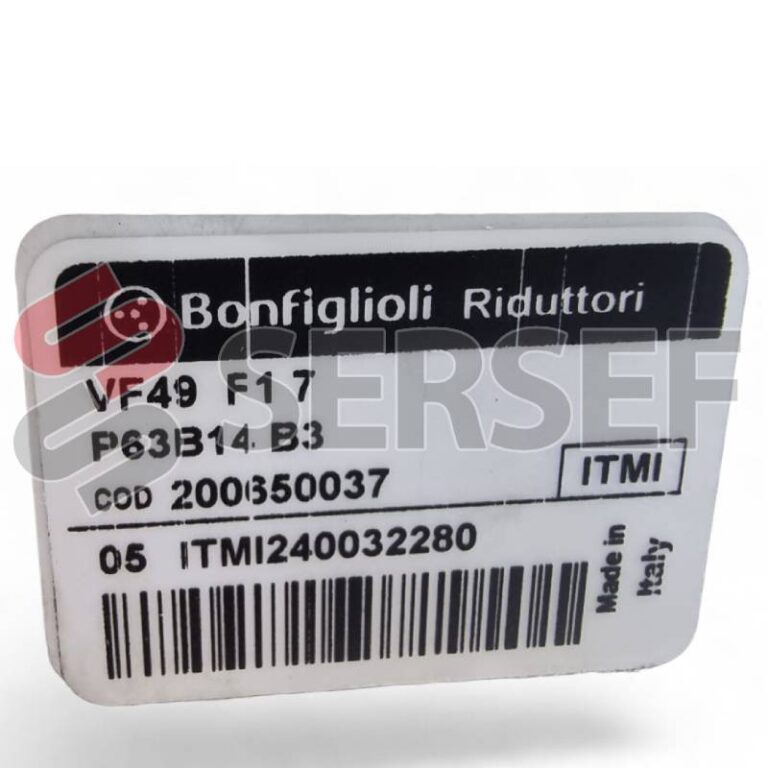 Bonfiglioli Riduttori
SERSEF
VF49 F1 7
P63B14 B3
COD 200650037
ITMI
05 ITMI240032280
Made in
Italy